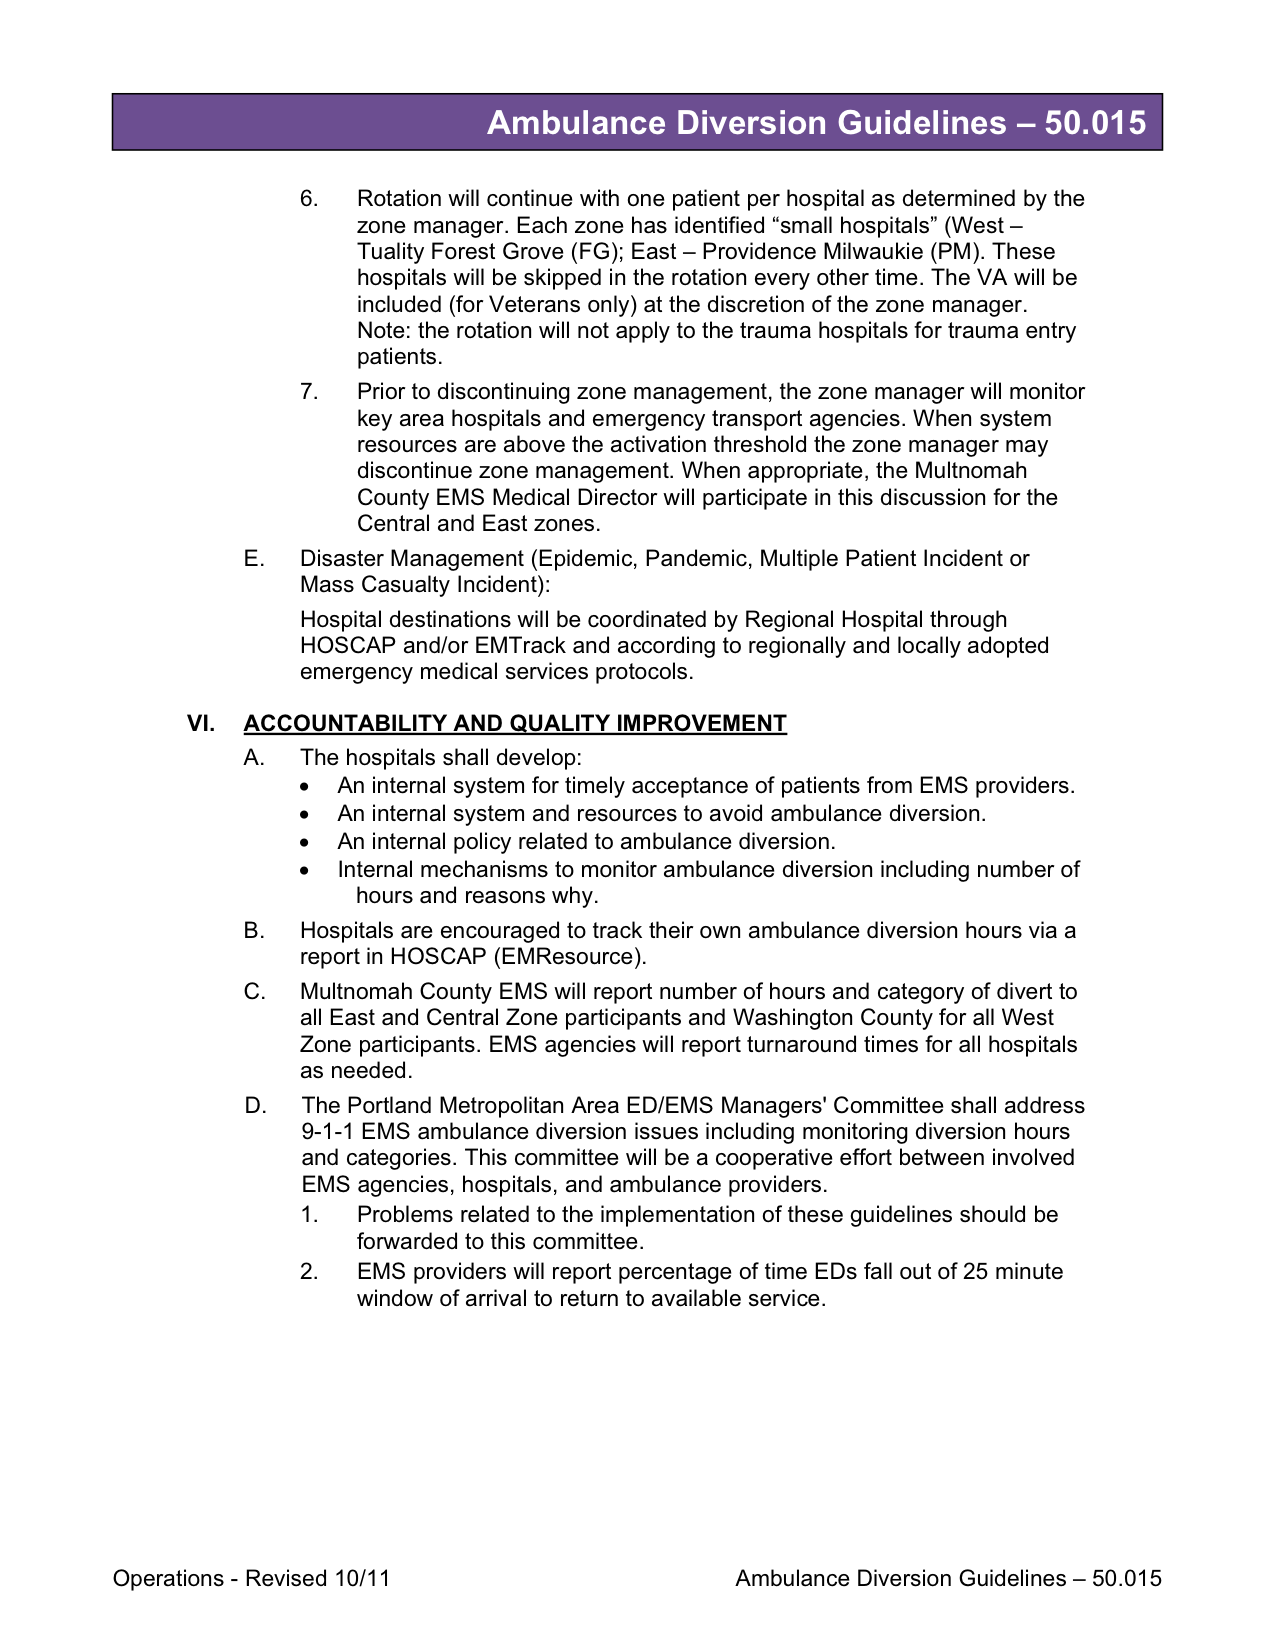 Ambulance Diversion Guidelines – 50.015
6. Rotation will continue with one patient per hospital as determined by the
zone manager. Each zone has identified “small hospitals” (West –
Tuality Forest Grove (FG); East – Providence Milwaukie (PM). These
hospitals will be skipped in the rotation every other time. The VA will be
included (for Veterans only) at the discretion of the zone manager.
Note: the rotation will not apply to the trauma hospitals for trauma entry
patients.
7. Prior to discontinuing zone management, the zone manager will monitor
key area hospitals and emergency transport agencies. When system
resources are above the activation threshold the zone manager may
discontinue zone management. When appropriate, the Multnomah
County EMS Medical Director will participate in this discussion for the
Central and East zones.
E. Disaster Management (Epidemic, Pandemic, Multiple Patient Incident or
Mass Casualty Incident):
Hospital destinations will be coordinated by Regional Hospital through
HOSCAP and/or EMTrack and according to regionally and locally adopted
emergency medical services protocols.
VI. ACCOUNTABILITY AND QUALITY IMPROVEMENT
A. The hospitals shall develop:
• An internal system for timely acceptance of patients from EMS providers.
• An internal system and resources to avoid ambulance diversion.
• An internal policy related to ambulance diversion.
• Internal mechanisms to monitor ambulance diversion including number of
hours and reasons why.
B. Hospitals are encouraged to track their own ambulance diversion hours via a
report in HOSCAP (EMResource).
C. Multnomah County EMS will report number of hours and category of divert to
all East and Central Zone participants and Washington County for all West
Zone participants. EMS agencies will report turnaround times for all hospitals
as needed.
D. The Portland Metropolitan Area ED/EMS Managers' Committee shall address
9-1-1 EMS ambulance diversion issues including monitoring diversion hours
and categories. This committee will be a cooperative effort between involved
EMS agencies, hospitals, and ambulance providers.
1. Problems related to the implementation of these guidelines should be
forwarded to this committee.
2. EMS providers will report percentage of time EDs fall out of 25 minute
window of arrival to return to available service.
Operations - Revised 10/11 Ambulance Diversion Guidelines – 50.015